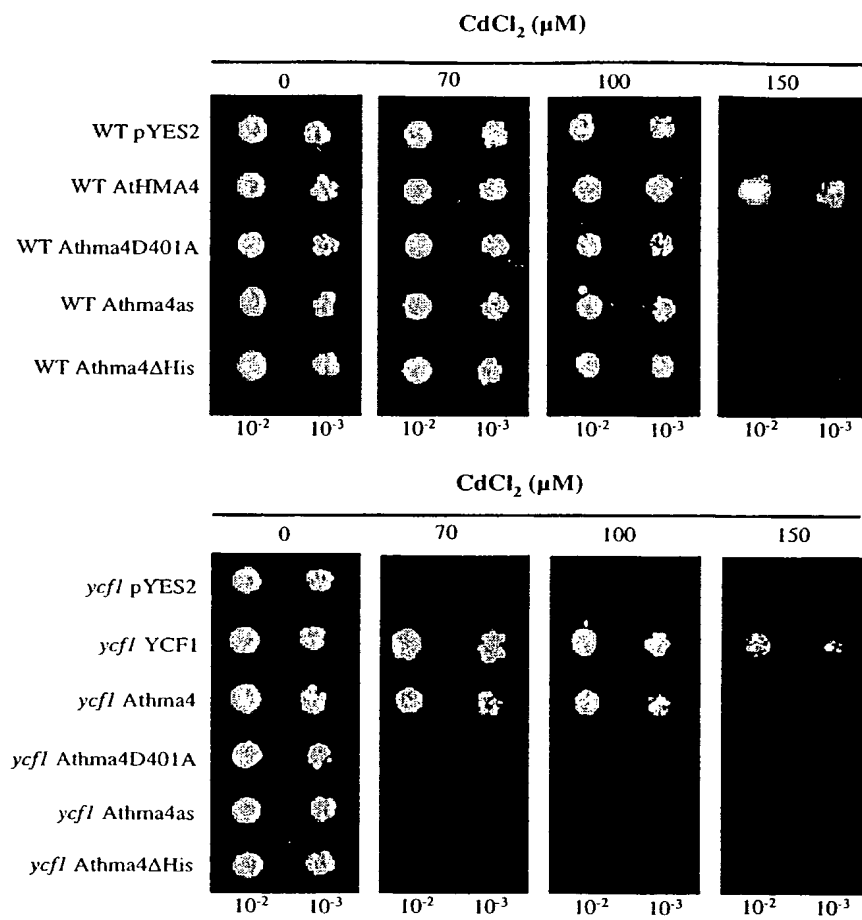 CdCl₂ (μM)
0 70 100 150
WT pYES2
WT AtHMA4
WT Athma4D401A
WT Athma4as
WT Athma4ΔHis
10⁻² 10⁻³ 10⁻² 10⁻³ 10⁻² 10⁻³ 10⁻² 10⁻³
CdCl₂ (μM)
0 70 100 150
ycf1 pYES2
ycf1 YCF1
ycf1 Athma4
ycf1 Athma4D401A
ycf1 Athma4as
ycf1 Athma4ΔHis
10⁻² 10⁻³ 10⁻² 10⁻³ 10⁻² 10⁻³ 10⁻² 10⁻³